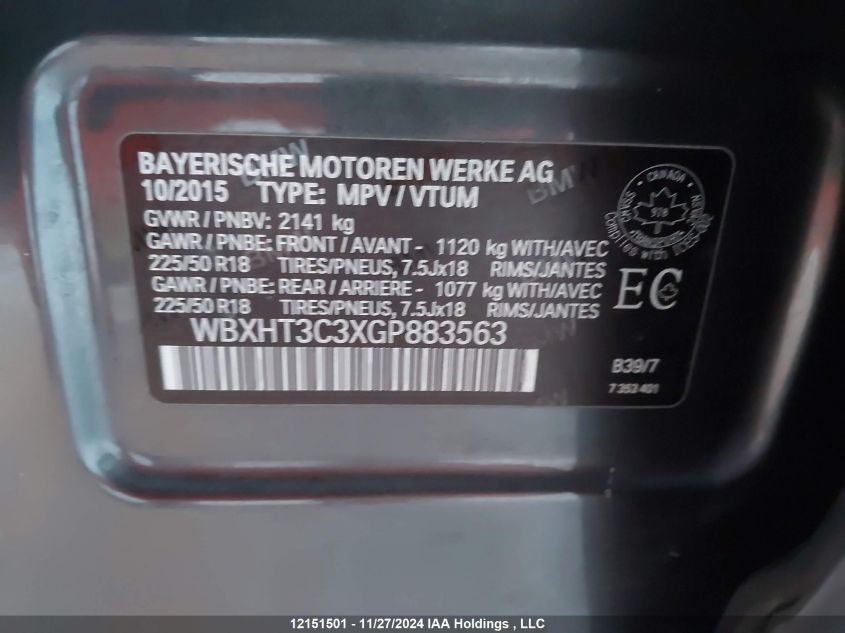 BAYERISCHE MOTOREN WERKE AG
10/2015 TYPE: MPV / VTUM
GVWR / PNBV: 2141 kg
GAWR / PNBE: FRONT / AVANT - 1120 kg WITH/AVEC
225/50 R18 TIRES/PNEUS, 7.5Jx18 RIMS/JANTES
GAWR / PNBE: REAR / ARRIERE - 1077 kg WITH/AVEC
225/50 R18 TIRES/PNEUS, 7.5Jx18 RIMS/JANTES
WBXHT3C3XGP883563
CANADA
EC
B39/7
7 353 401
BMW
BMW
12151501 - 11/27/2024 IAA Holdings , LLC